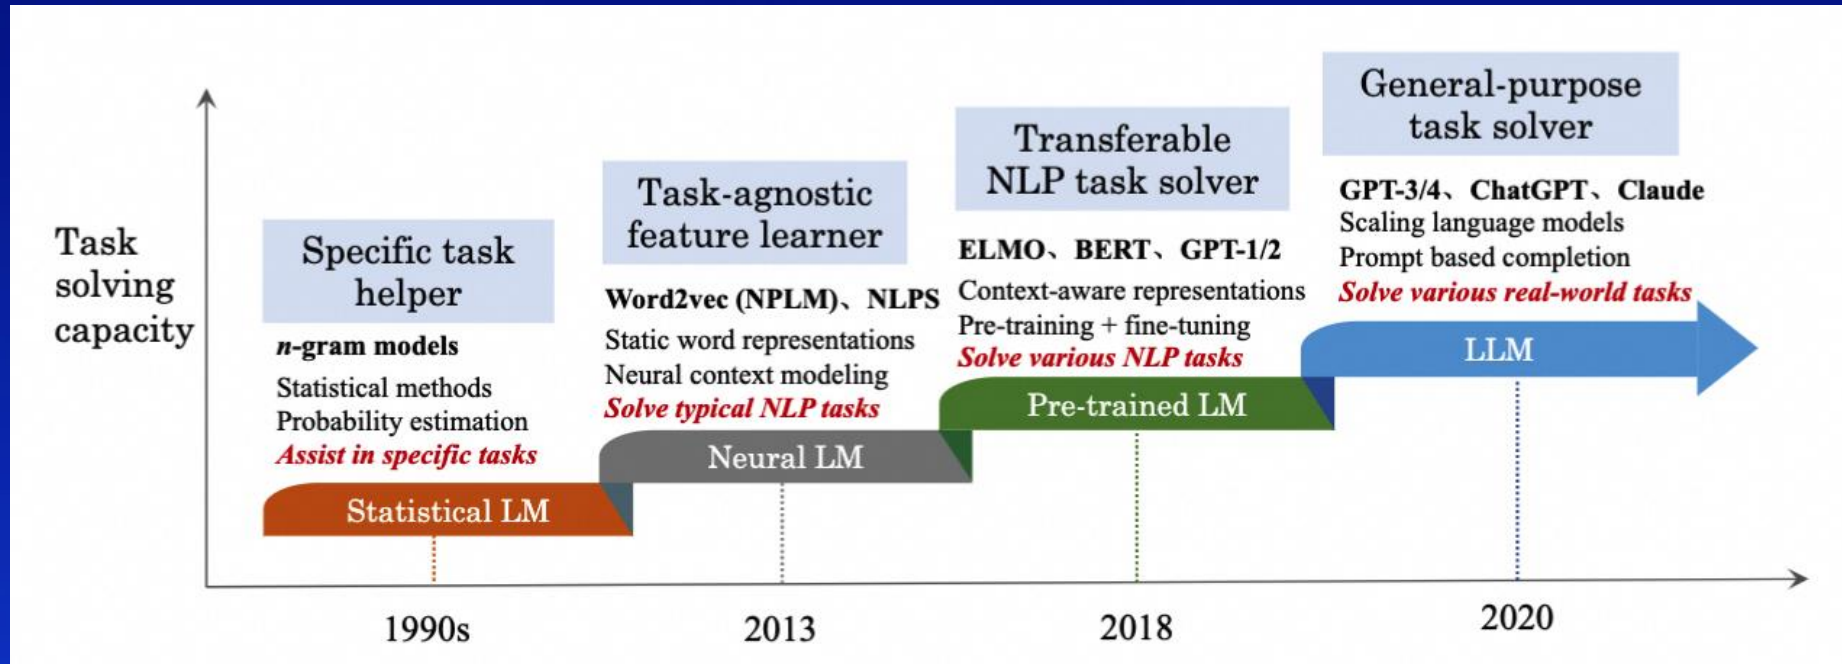 Task
solving
capacity
Specific task
helper
n-gram models
Statistical methods
Probability estimation
Assist in specific tasks
Statistical LM
1990s
Task-agnostic
feature learner
Word2vec (NPLM)、NLPS
Static word representations
Neural context modeling
Solve typical NLP tasks
Neural LM
2013
Transferable
NLP task solver
ELMO、BERT、GPT-1/2
Context-aware representations
Pre-training + fine-tuning
Solve various NLP tasks
Pre-trained LM
2018
General-purpose
task solver
GPT-3/4、ChatGPT、Claude
Scaling language models
Prompt based completion
Solve various real-world tasks
LLM
2020